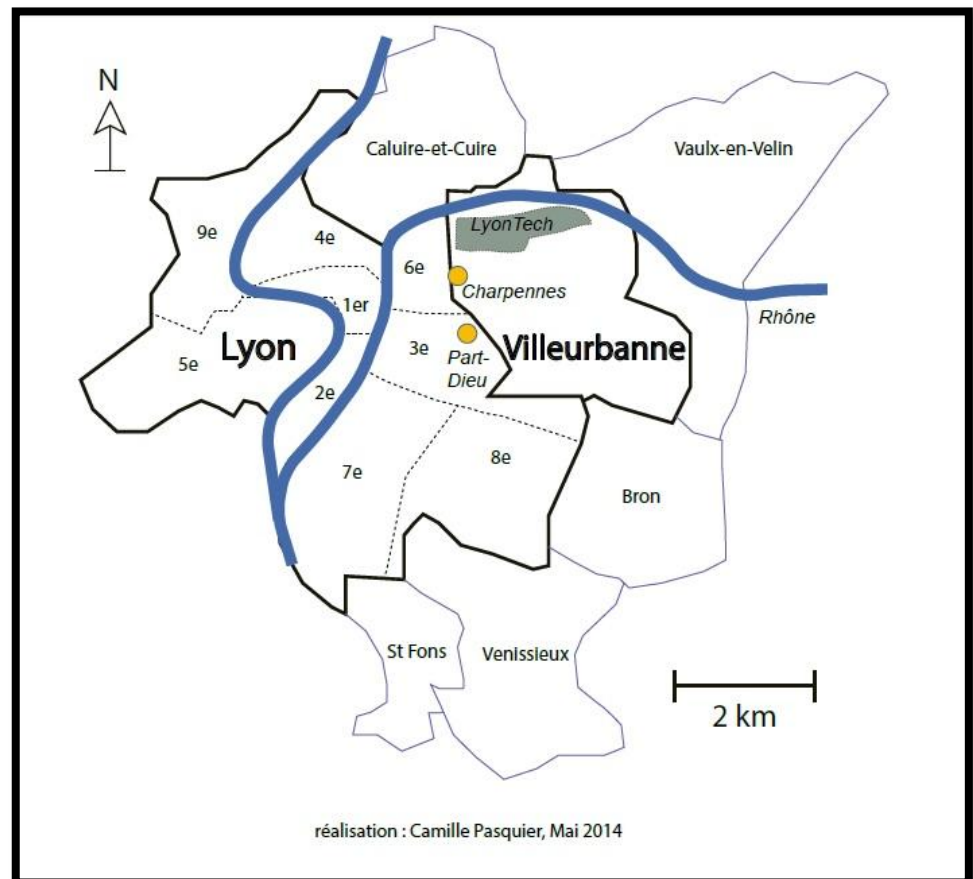 N
Caluire-et-Cuire
Vaulx-en-Velin
9e
4e
LyonTech
6e
Charpennes
1er
Rhône
Lyon
3e
Villeurbanne
5e
Part-
Dieu
2e
7e
8e
Bron
St Fons
Venissieux
2 km
réalisation : Camille Pasquier, Mai 2014